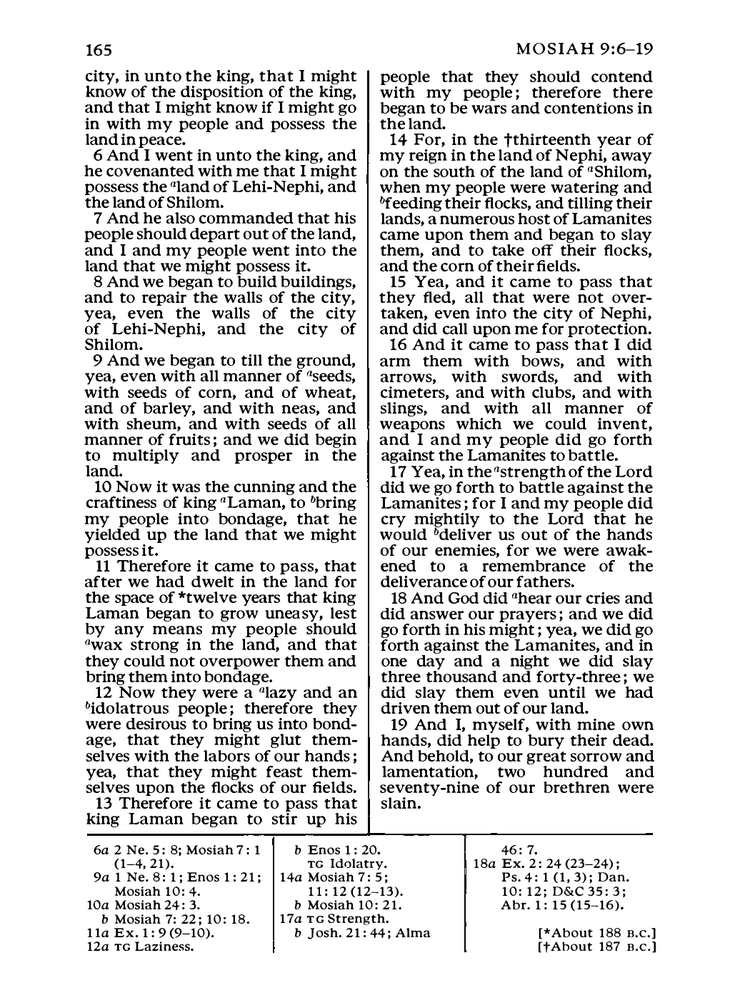 165
MOSIAH 9:6–19
city, in unto the king, that I might
know of the disposition of the king,
and that I might know if I might go
in with my people and possess the
land in peace.
6 And I went in unto the king, and
he covenanted with me that I might
possess the aland of Lehi-Nephi, and
the land of Shilom.
7 And he also commanded that his
people should depart out of the land,
and I and my people went into the
land that we might possess it.
8 And we began to build buildings,
and to repair the walls of the city,
yea, even the walls of the city
of Lehi-Nephi, and the city of
Shilom.
9 And we began to till the ground,
yea, even with all manner of aseeds,
with seeds of corn, and of wheat,
and of barley, and with neas, and
with sheum, and with seeds of all
manner of fruits; and we did begin
to multiply and prosper in the
land.
10 Now it was the cunning and the
craftiness of king aLaman, to bbring
my people into bondage, that he
yielded up the land that we might
possess it.
11 Therefore it came to pass, that
after we had dwelt in the land for
the space of *twelve years that king
Laman began to grow uneasy, lest
by any means my people should
awax strong in the land, and that
they could not overpower them and
bring them into bondage.
12 Now they were a alazy and an
bidolatrous people; therefore they
were desirous to bring us into bond-
age, that they might glut them-
selves with the labors of our hands;
yea, that they might feast them-
selves upon the flocks of our fields.
13 Therefore it came to pass that
king Laman began to stir up his
people that they should contend
with my people; therefore there
began to be wars and contentions in
the land.
14 For, in the †thirteenth year of
my reign in the land of Nephi, away
on the south of the land of aShilom,
when my people were watering and
bfeeding their flocks, and tilling their
lands, a numerous host of Lamanites
came upon them and began to slay
them, and to take off their flocks,
and the corn of their fields.
15 Yea, and it came to pass that
they fled, all that were not over-
taken, even into the city of Nephi,
and did call upon me for protection.
16 And it came to pass that I did
arm them with bows, and with
arrows, with swords, and with
cimeters, and with clubs, and with
slings, and with all manner of
weapons which we could invent,
and I and my people did go forth
against the Lamanites to battle.
17 Yea, in the astrength of the Lord
did we go forth to battle against the
Lamanites; for I and my people did
cry mightily to the Lord that he
would bdeliver us out of the hands
of our enemies, for we were awak-
ened to a remembrance of the
deliverance of our fathers.
18 And God did ahear our cries and
did answer our prayers; and we did
go forth in his might; yea, we did go
forth against the Lamanites, and in
one day and a night we did slay
three thousand and forty-three; we
did slay them even until we had
driven them out of our land.
19 And I, myself, with mine own
hands, did help to bury their dead.
And behold, to our great sorrow and
lamentation, two hundred and
seventy-nine of our brethren were
slain.
6a 2 Ne. 5: 8; Mosiah 7: 1
(1–4, 21).
9a 1 Ne. 8: 1; Enos 1: 21;
Mosiah 10: 4.
10a Mosiah 24: 3.
b Mosiah 7: 22; 10: 18.
11a Ex. 1: 9 (9–10).
12a TG Laziness.
b Enos 1: 20.
TG Idolatry.
14a Mosiah 7: 5;
11: 12 (12–13).
b Mosiah 10: 21.
17a TG Strength.
b Josh. 21: 44; Alma
46: 7.
18a Ex. 2: 24 (23–24);
Ps. 4: 1 (1, 3); Dan.
10: 12; D&C 35: 3;
Abr. 1: 15 (15–16).
[*About 188 B.C.]
[†About 187 B.C.]